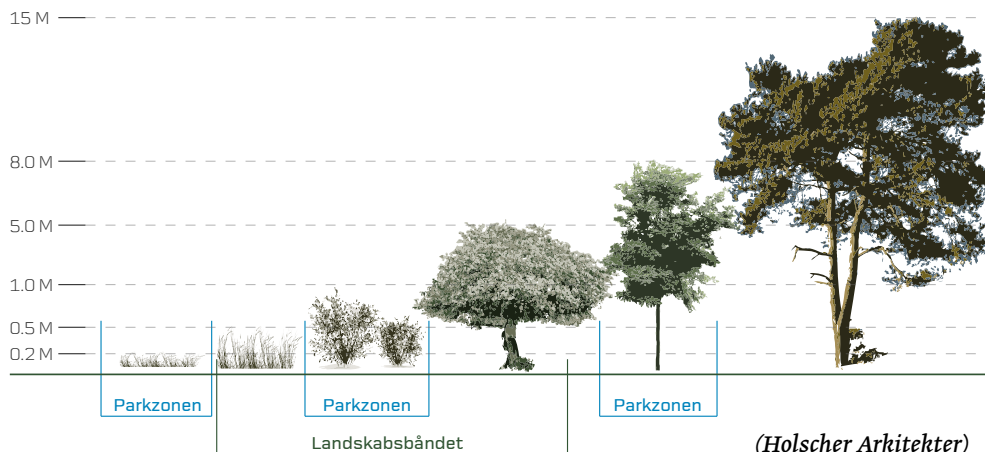 15 M
8.0 M
5.0 M
1.0 M
0.5 M
0.2 M
Parkzonen Parkzonen Parkzonen
Landskabsbåndet
(Holscher Arkitekter)